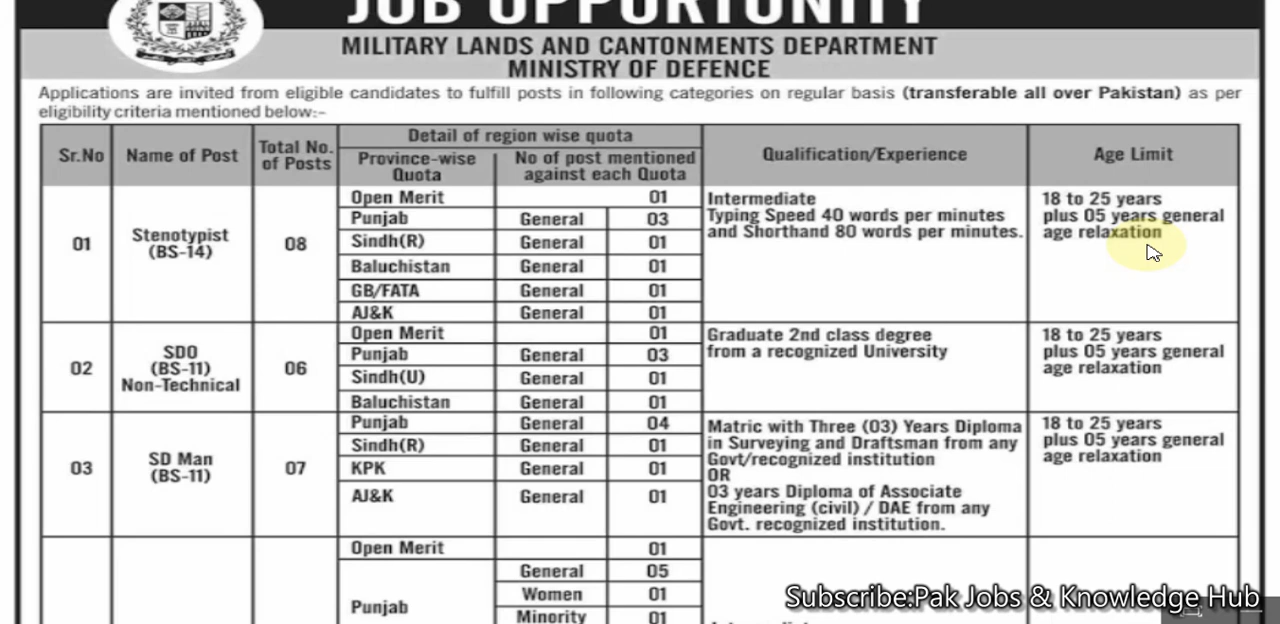 JOB OPPORTUNITY
MILITARY LANDS AND CANTONMENTS DEPARTMENT
MINISTRY OF DEFENCE
Applications are invited from eligible candidates to fulfill posts in following categories on regular basis (transferable all over Pakistan) as per
eligibility criteria mentioned below:-
Sr.No
Name of Post
Total No.
of Posts
Detail of region wise quota
Province-wise
Quota
No of post mentioned
against each Quota
Qualification/Experience
Age Limit
01
Stenotypist
(BS-14)
08
Open Merit 01
Punjab General 03
Sindh(R) General 01
Baluchistan General 01
GB/FATA General 01
AJ&K General 01
Intermediate
Typing Speed 40 words per minutes
and Shorthand 80 words per minutes.
18 to 25 years
plus 05 years general
age relaxation
02
SDO
(BS-11)
Non-Technical
06
Open Merit 01
Punjab General 03
Sindh(U) General 01
Baluchistan General 01
Graduate 2nd class degree
from a recognized University
18 to 25 years
plus 05 years general
age relaxation
03
SD Man
(BS-11)
07
Punjab General 04
Sindh(R) General 01
KPK General 01
AJ&K General 01
Matric with Three (03) Years Diploma
in Surveying and Draftsman from any
Govt/recognized institution
OR
03 years Diploma of Associate
Engineering (civil) / DAE from any
Govt. recognized institution.
18 to 25 years
plus 05 years general
age relaxation
Open Merit 01
Punjab
General 05
Women 01
Minority 01
Subscribe:Pak Jobs & Knowledge Hub